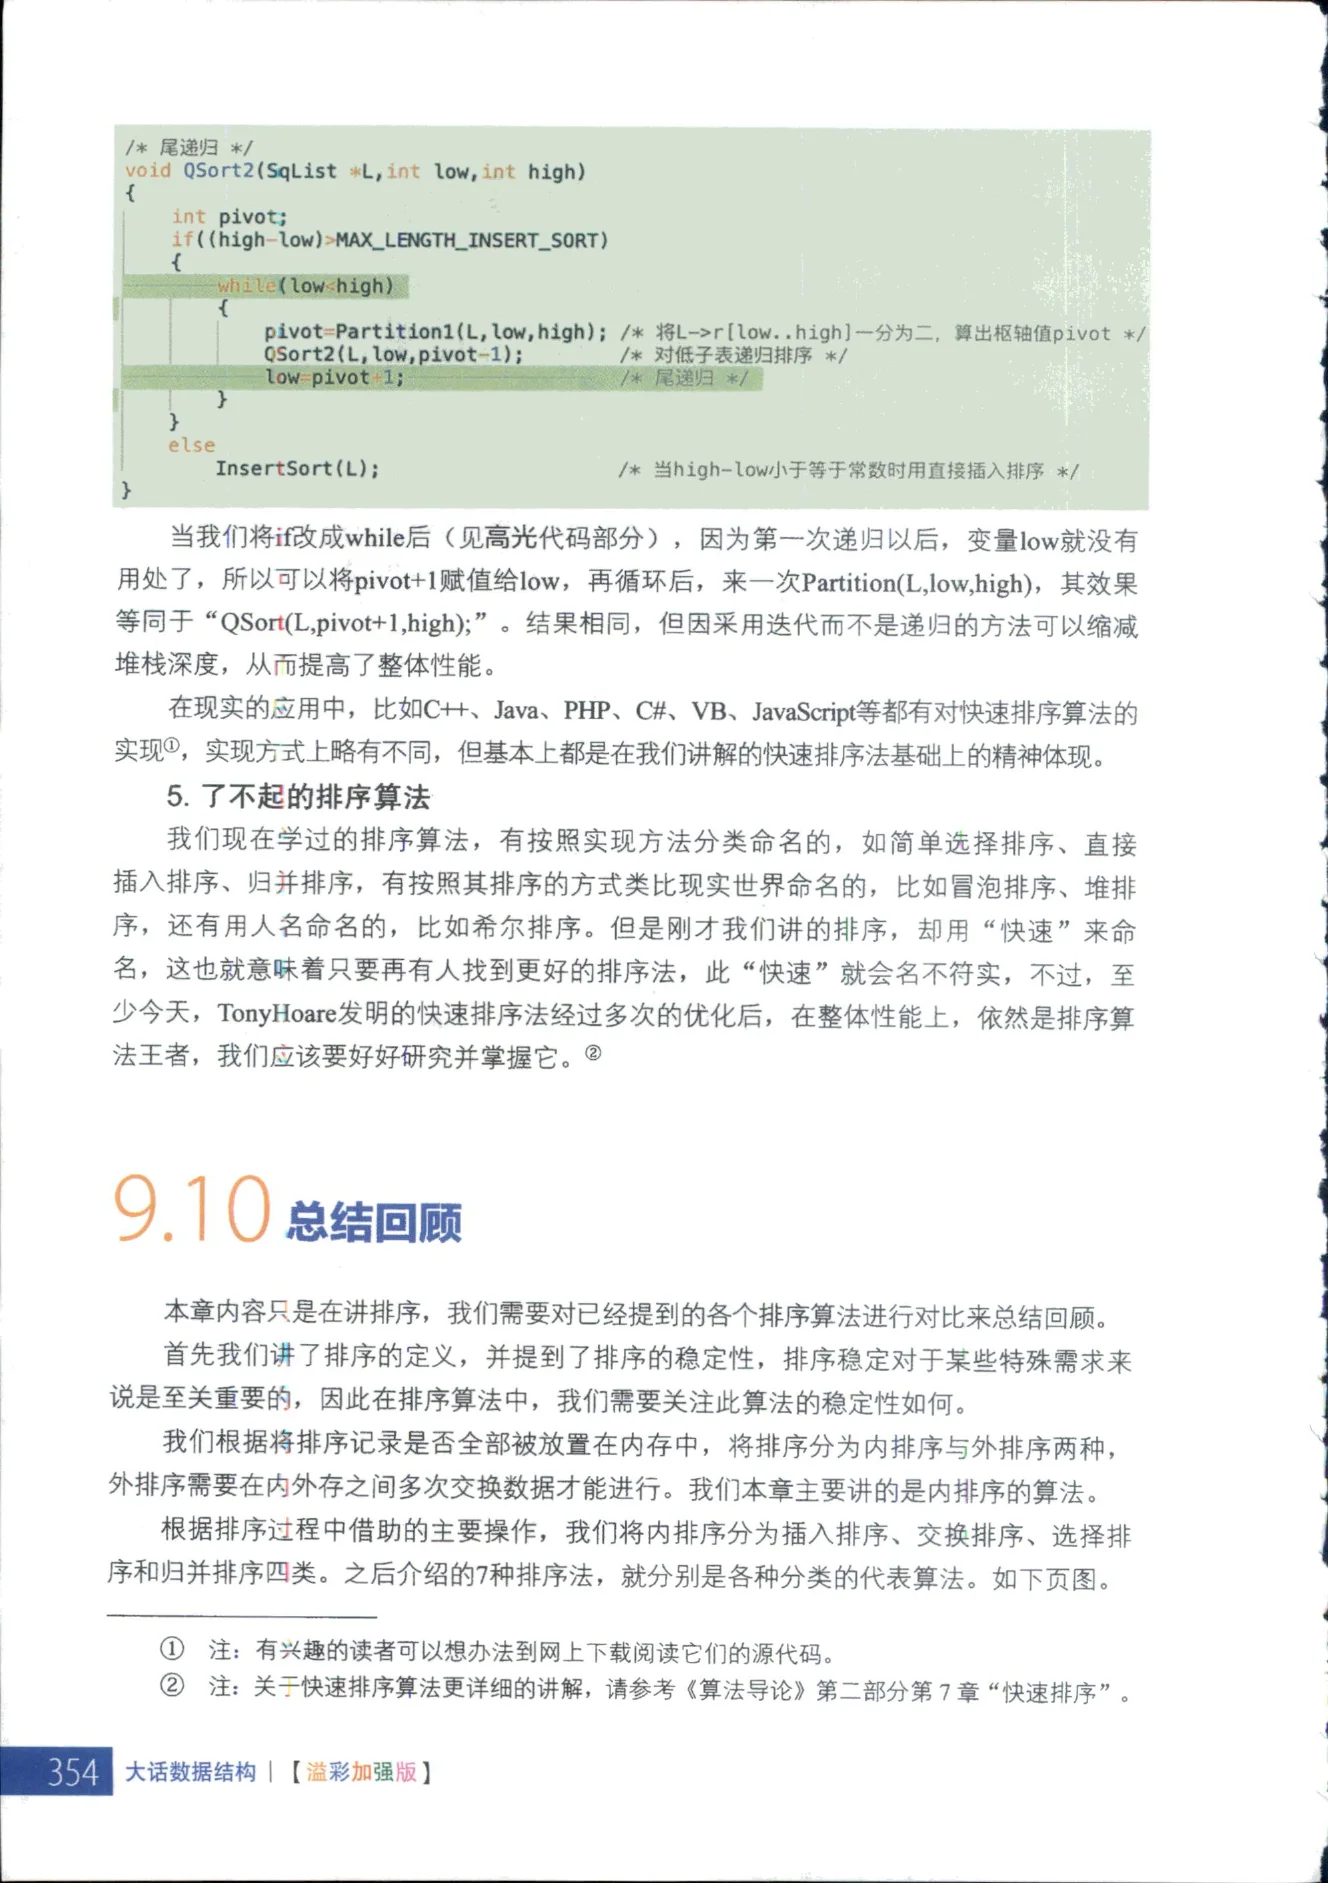 /* 尾递归 */
void QSort2(SqList *L,int low,int high)
{
    int pivot;
    if((high-low)>MAX_LENGTH_INSERT_SORT)
    {
        while(low<high)
        {
            pivot=Partition1(L,low,high); /* 将L->r[low..high]一分为二，算出枢轴值pivot */
            QSort2(L,low,pivot-1);        /* 对低子表递归排序 */
            low=pivot+1;                  /* 尾递归 */
        }
    }
    else
        InsertSort(L);                    /* 当high-low小于等于常数时用直接插入排序 */
}
当我们将if改成while后（见高光代码部分），因为第一次递归以后，变量low就没有
用处了，所以可以将pivot+1赋值给low，再循环后，来一次Partition(L,low,high)，其效果
等同于“QSort(L,pivot+1,high);”。结果相同，但因采用迭代而不是递归的方法可以缩减
堆栈深度，从而提高了整体性能。
在现实的应用中，比如C++、Java、PHP、C#、VB、JavaScript等都有对快速排序算法的
实现①，实现方式上略有不同，但基本上都是在我们讲解的快速排序法基础上的精神体现。
5. 了不起的排序算法
我们现在学过的排序算法，有按照实现方法分类命名的，如简单选择排序、直接
插入排序、归并排序，有按照其排序的方式类比现实世界命名的，比如冒泡排序、堆排
序，还有用人名命名的，比如希尔排序。但是刚才我们讲的排序，却用“快速”来命
名，这也就意味着只要再有人找到更好的排序法，此“快速”就会名不符实，不过，至
少今天，TonyHoare发明的快速排序法经过多次的优化后，在整体性能上，依然是排序算
法王者，我们应该要好好研究并掌握它。②
9.10 总结回顾
本章内容只是在讲排序，我们需要对已经提到的各个排序算法进行对比来总结回顾。
首先我们讲了排序的定义，并提到了排序的稳定性，排序稳定对于某些特殊需求来
说是至关重要的，因此在排序算法中，我们需要关注此算法的稳定性如何。
我们根据将排序记录是否全部被放置在内存中，将排序分为内排序与外排序两种，
外排序需要在内外存之间多次交换数据才能进行。我们本章主要讲的是内排序的算法。
根据排序过程中借助的主要操作，我们将内排序分为插入排序、交换排序、选择排
序和归并排序四类。之后介绍的7种排序法，就分别是各种分类的代表算法。如下页图。
① 注：有兴趣的读者可以想办法到网上下载阅读它们的源代码。
② 注：关于快速排序算法更详细的讲解，请参考《算法导论》第二部分第 7 章“快速排序”。
354 大话数据结构 | 【溢彩加强版】